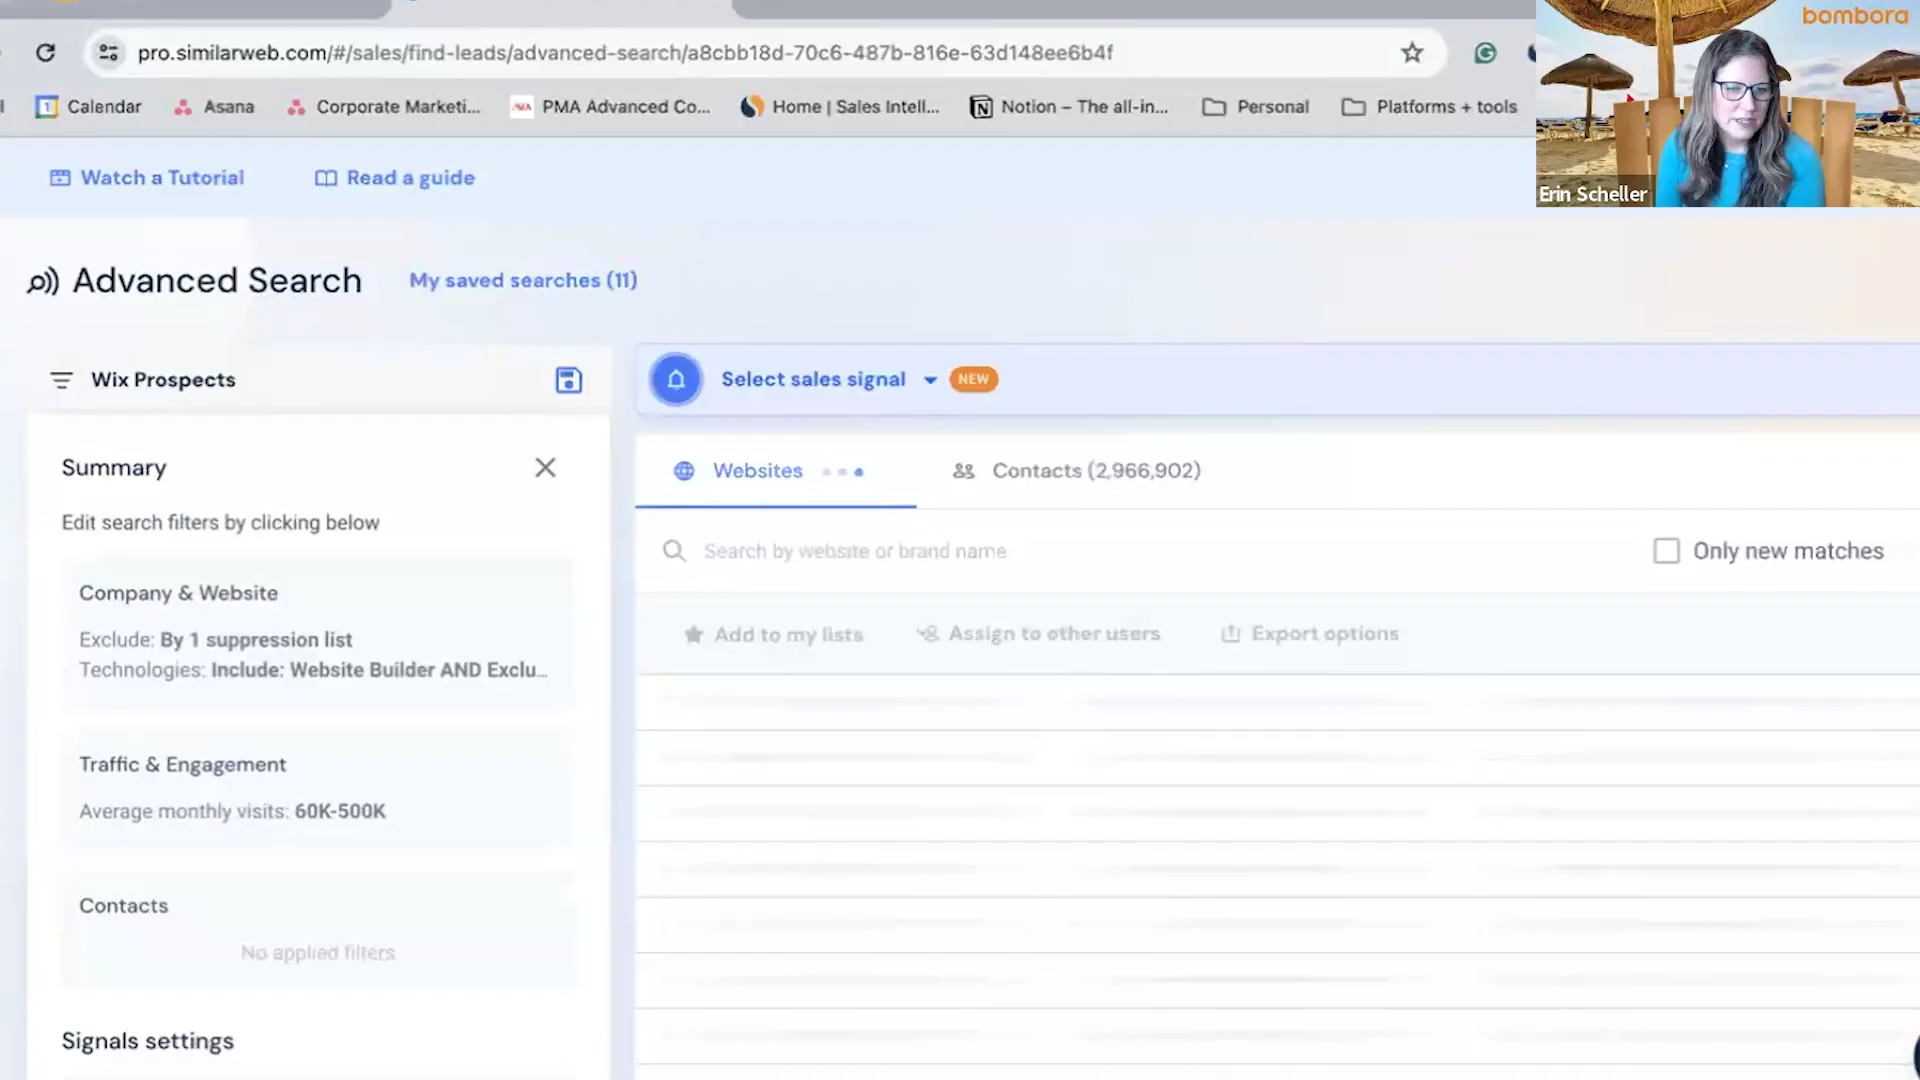 bombora
pro.similarweb.com/#/sales/find-leads/advanced-search/a8cbb18d-70c6-487b-816e-63d148ee6b4f
Calendar
Asana
Corporate Marketi...
PMA Advanced Co...
Home | Sales Intell...
Notion – The all-in...
Personal
Platforms + tools
Erin Scheller
Watch a Tutorial
Read a guide
Advanced Search
My saved searches (11)
Wix Prospects
Select sales signal
NEW
Summary
Edit search filters by clicking below
Company & Website
Exclude: By 1 suppression list
Technologies: Include: Website Builder AND Exclu...
Traffic & Engagement
Average monthly visits: 60K-500K
Contacts
No applied filters
Signals settings
Websites
Contacts (2,966,902)
Search by website or brand name
Only new matches
Add to my lists
Assign to other users
Export options